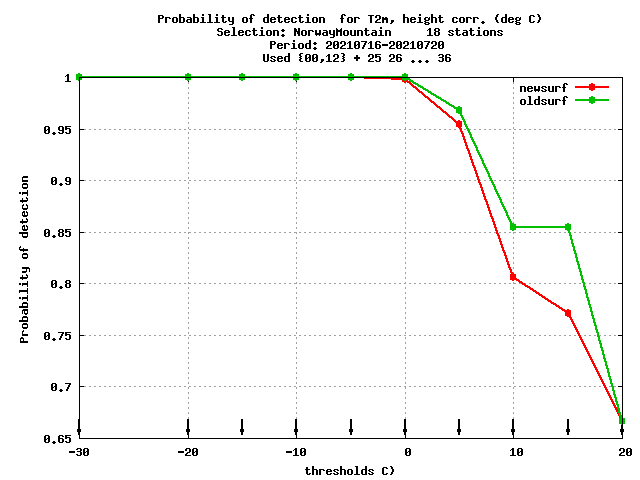 Probability of detection  for T2m, height corr. (deg C)
Selection: NorwayMountain     18 stations
Period: 20210716-20210720
Used {00,12} + 25 26 ... 36
newsurf
oldsurf
Probability of detection
1
0.95
0.9
0.85
0.8
0.75
0.7
0.65
-30 -20 -10 0 10 20
thresholds C)